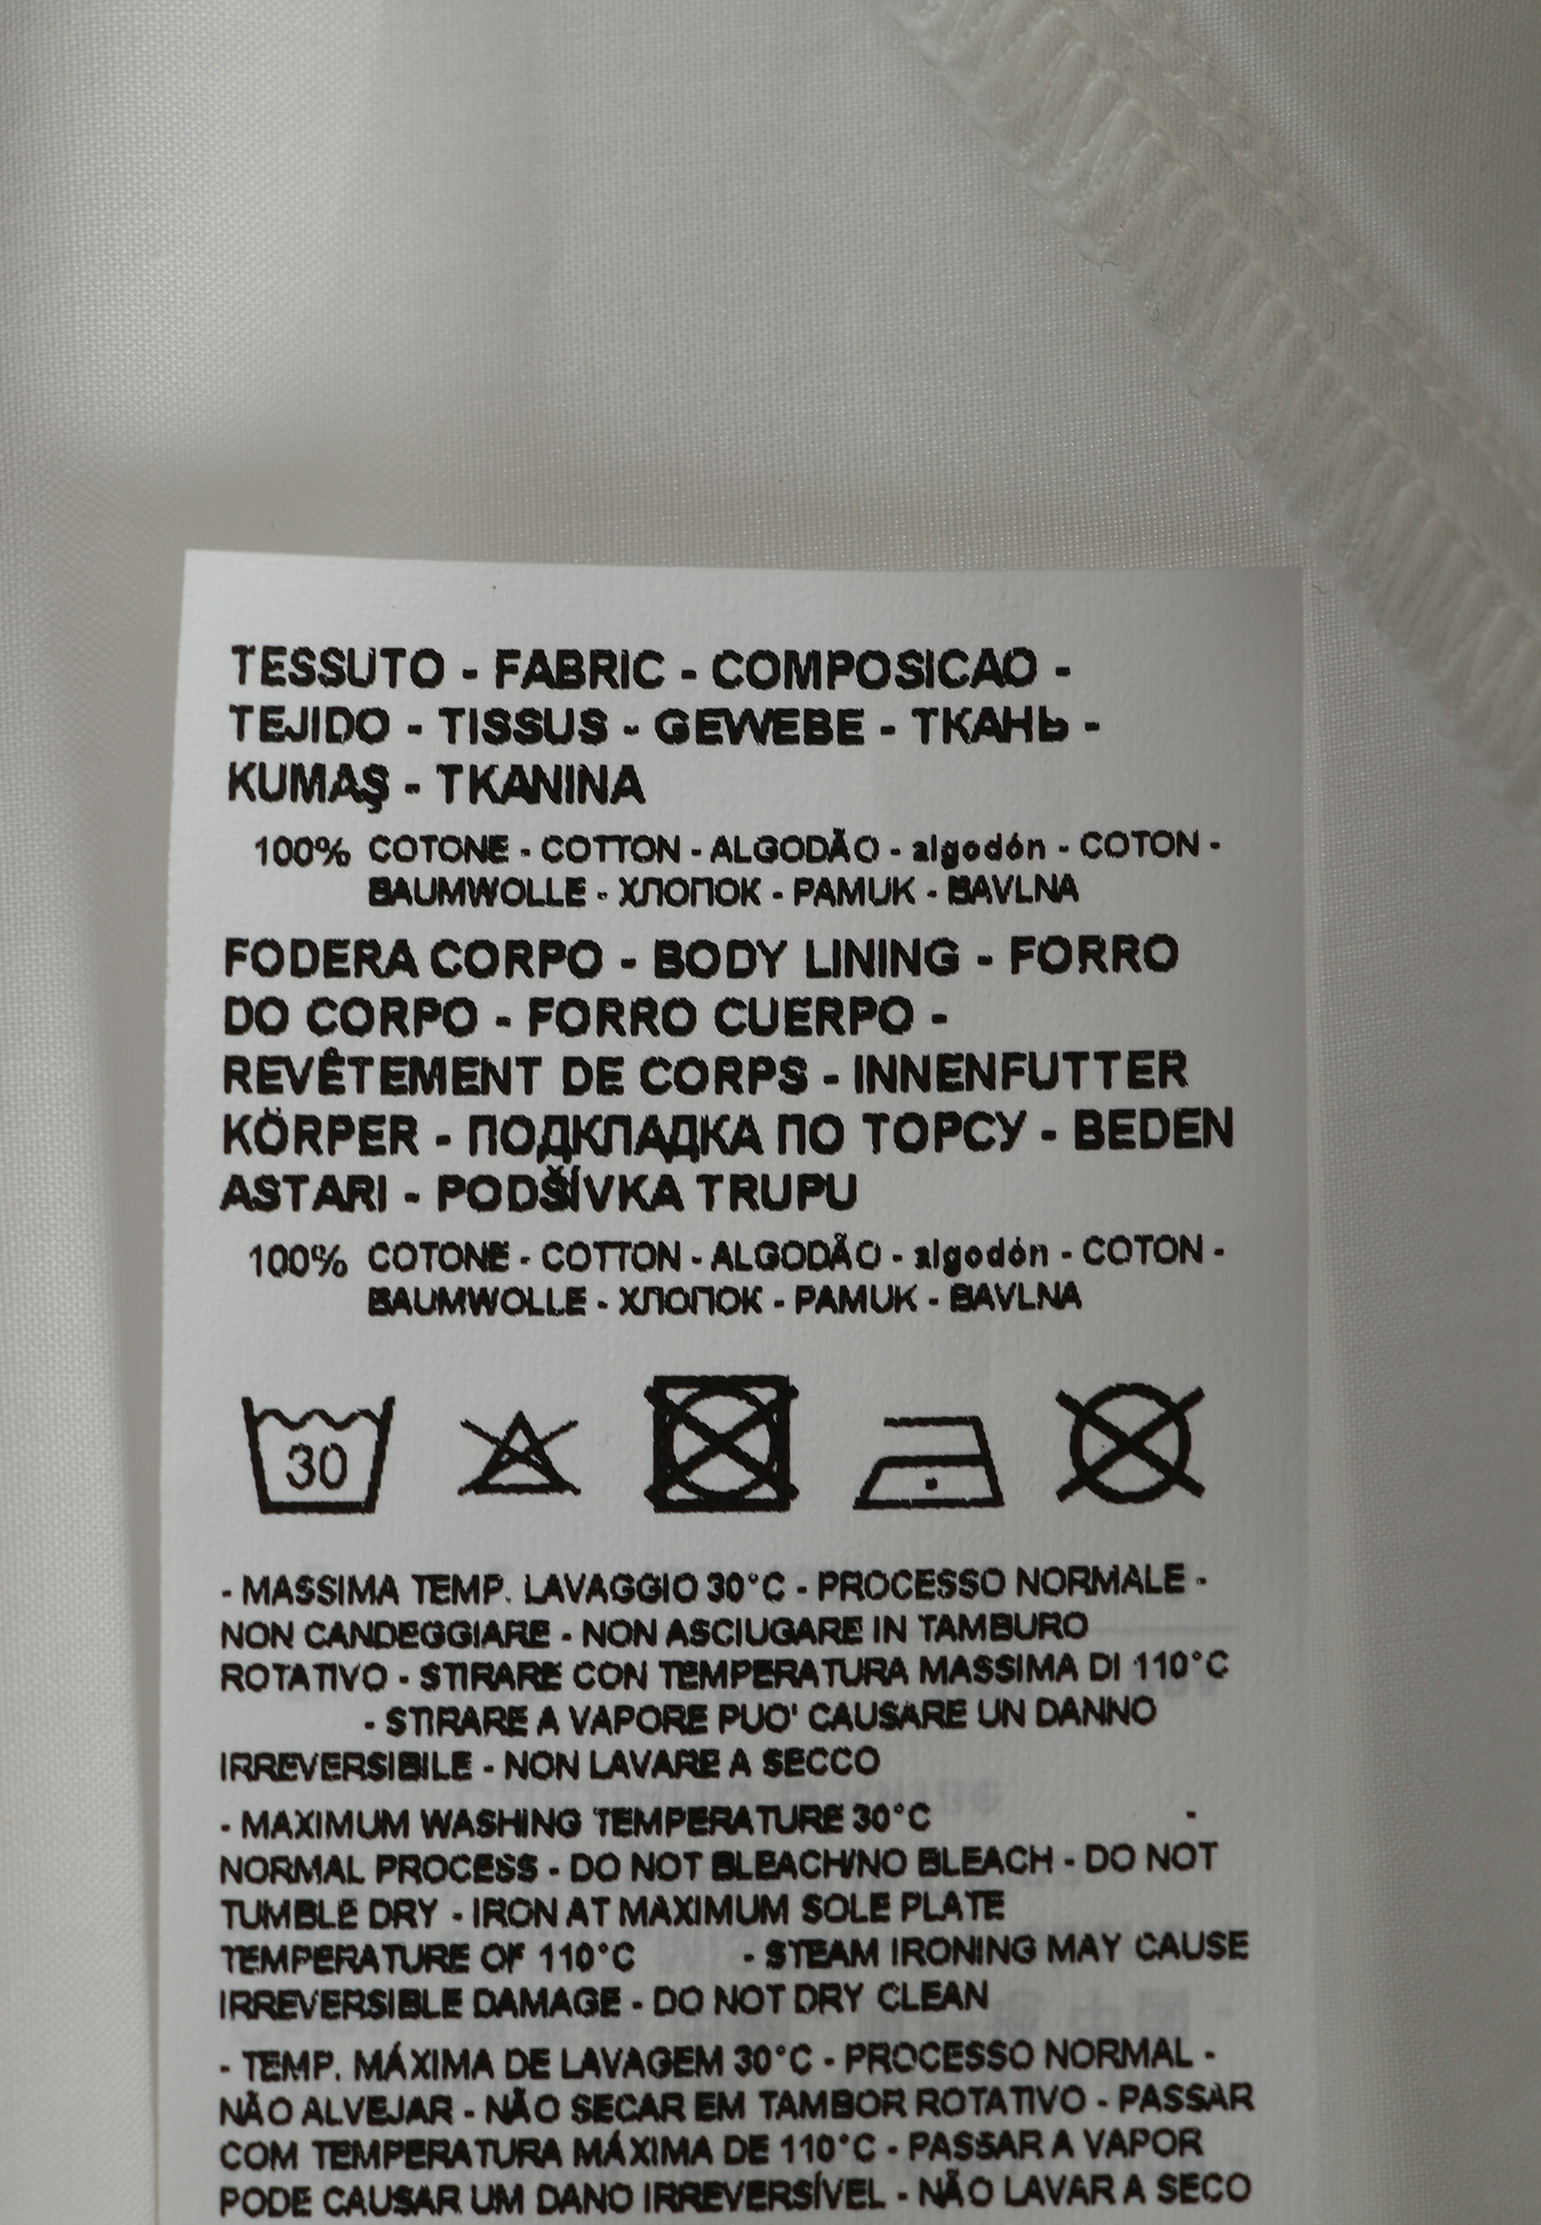 TESSUTO - FABRIC - COMPOSICAO -
TEJIDO - TISSUS - GEWEBE - ТКАНЬ -
KUMAŞ - TKANINA
100% COTONE - COTTON - ALGODÃO - algodón - COTON -
BAUMWOLLE - ХЛОПОК - PAMUK - BAVLNA
FODERA CORPO - BODY LINING - FORRO
DO CORPO - FORRO CUERPO -
REVÊTEMENT DE CORPS - INNENFUTTER
KÖRPER - ПОДКЛАДКА ПО ТОРСУ - BEDEN
ASTARI - PODŠÍVKA TRUPU
100% COTONE - COTTON - ALGODÃO - algodón - COTON -
BAUMWOLLE - ХЛОПОК - PAMUK - BAVLNA
30
- MASSIMA TEMP. LAVAGGIO 30°C - PROCESSO NORMALE -
NON CANDEGGIARE - NON ASCIUGARE IN TAMBURO
ROTATIVO - STIRARE CON TEMPERATURA MASSIMA DI 110°C
- STIRARE A VAPORE PUO' CAUSARE UN DANNO
IRREVERSIBILE - NON LAVARE A SECCO
- MAXIMUM WASHING TEMPERATURE 30°C -
NORMAL PROCESS - DO NOT BLEACH/NO BLEACH - DO NOT
TUMBLE DRY - IRON AT MAXIMUM SOLE PLATE
TEMPERATURE OF 110°C - STEAM IRONING MAY CAUSE
IRREVERSIBLE DAMAGE - DO NOT DRY CLEAN
- TEMP. MÁXIMA DE LAVAGEM 30°C - PROCESSO NORMAL -
NÃO ALVEJAR - NÃO SECAR EM TAMBOR ROTATIVO - PASSAR
COM TEMPERATURA MÁXIMA DE 110°C - PASSAR A VAPOR
PODE CAUSAR UM DANO IRREVERSÍVEL - NÃO LAVAR A SECO